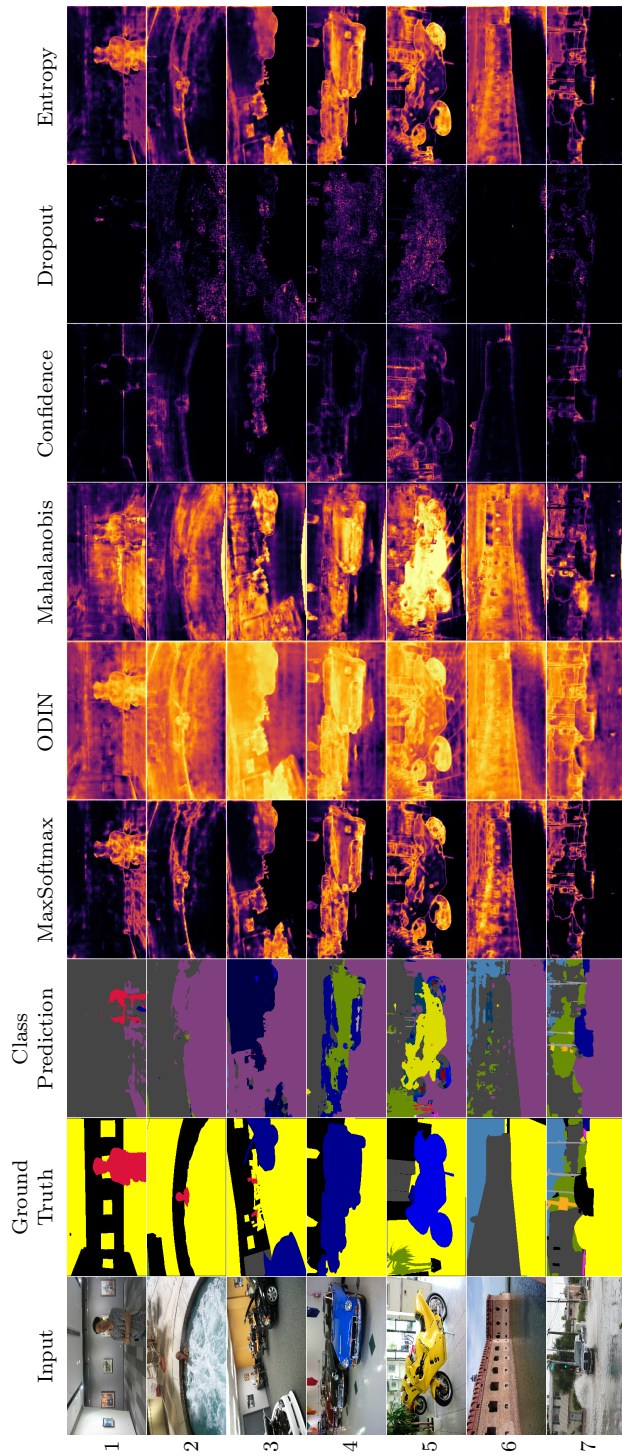 Input
Ground
Truth
Class
Prediction
MaxSoftmax
ODIN
Mahalanobis
Confidence
Dropout
Entropy
1
2
3
4
5
6
7